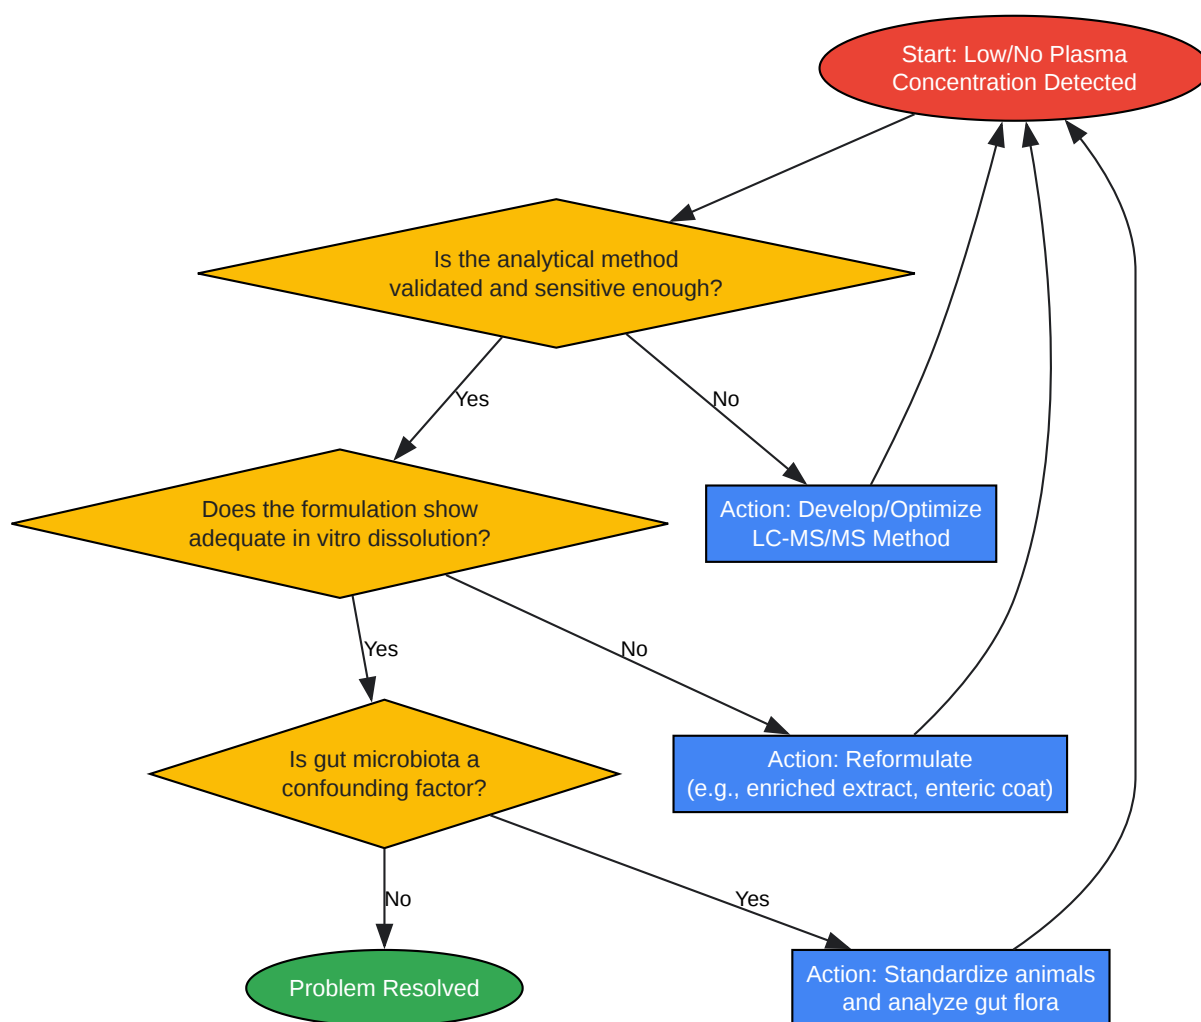 Start: Low/No Plasma
Concentration Detected
Is the analytical method
validated and sensitive enough?
Yes
No
Does the formulation show
adequate in vitro dissolution?
Action: Develop/Optimize
LC-MS/MS Method
Yes
No
Is gut microbiota a
confounding factor?
Action: Reformulate
(e.g., enriched extract, enteric coat)
No
Yes
Problem Resolved
Action: Standardize animals
and analyze gut flora